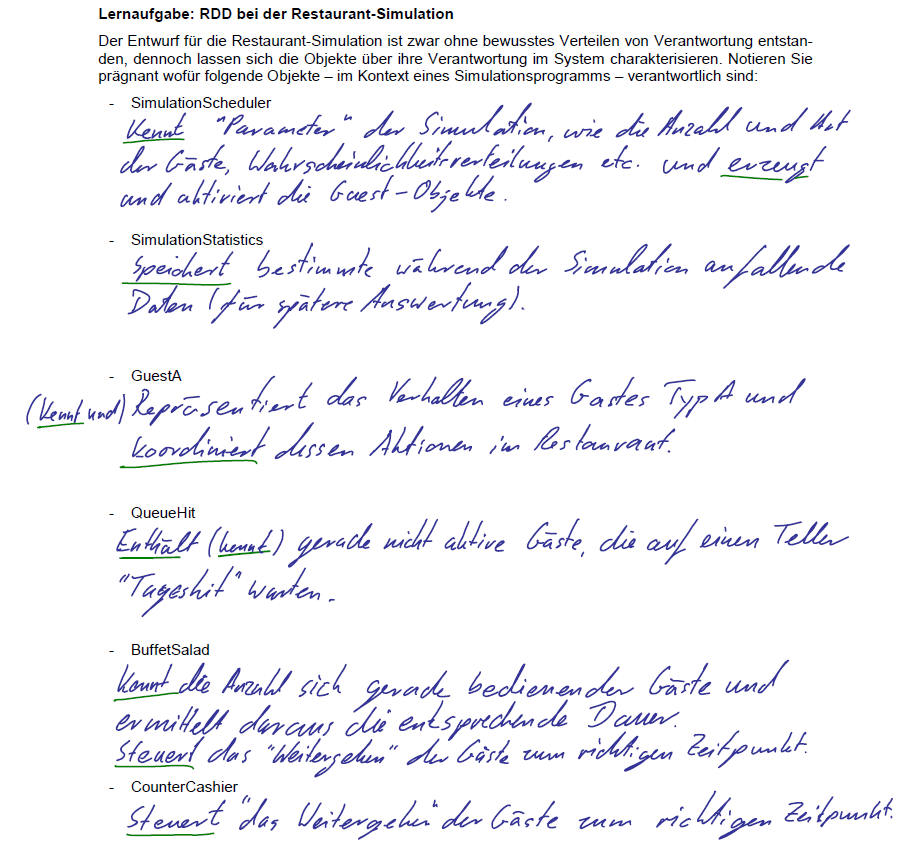 Lernaufgabe: RDD bei der Restaurant-Simulation
Der Entwurf für die Restaurant-Simulation ist zwar ohne bewusstes Verteilen von Verantwortung entstan-
den, dennoch lassen sich die Objekte über ihre Verantwortung im System charakterisieren. Notieren Sie
prägnant wofür folgende Objekte – im Kontext eines Simulationsprogramms – verantwortlich sind:
- SimulationScheduler
Kennt "Parameter" der Simulation, wie die Anzahl und Art
der Gäste, Wahrscheinlichkeitsverteilungen etc. und erzeugt
und aktiviert die Guest-Objekte.
- SimulationStatistics
Speichert bestimmte während der Simulation anfallende
Daten (für spätere Auswertung).
- GuestA
(Kennt und) Repräsentiert das Verhalten eines Gastes Typ A und
koordiniert dessen Aktionen im Restaurant.
- QueueHit
Enthält (kennt) gerade nicht aktive Gäste, die auf einen Teller
"Tageshit" warten.
- BuffetSalad
Kennt die Anzahl sich gerade bedienender Gäste und
ermittelt daraus die entsprechende Dauer.
Steuert das "Weitergehen" der Gäste zum richtigen Zeitpunkt.
- CounterCashier
Steuert "das Weitergehen" der Gäste zum richtigen Zeitpunkt.